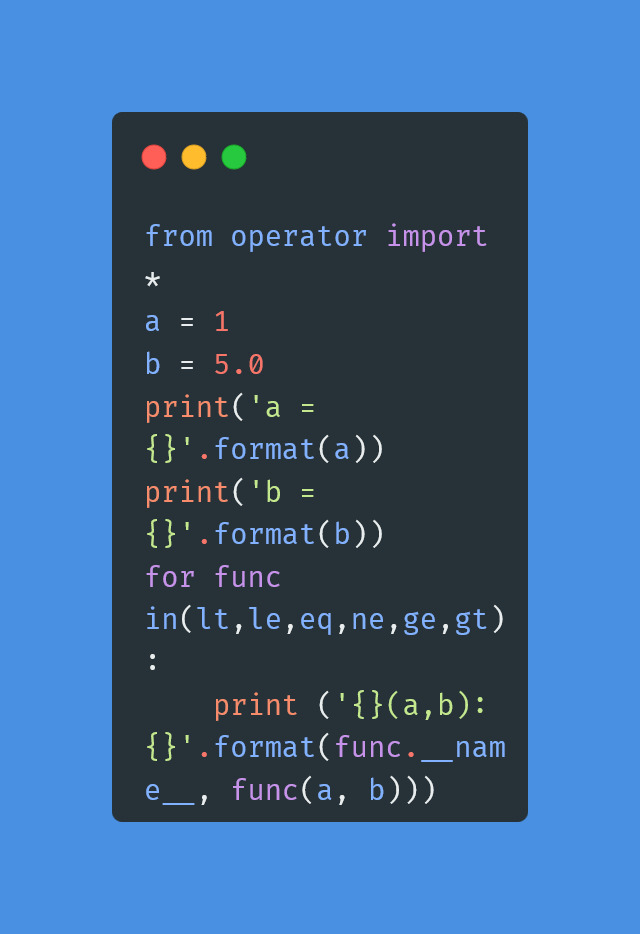 from operator import
*
a = 1
b = 5.0
print('a =
{}'.format(a))
print('b =
{}'.format(b))
for func
in(lt,le,eq,ne,ge,gt)
:
    print ('{}(a,b):
{}'.format(func.__nam
e__, func(a, b)))